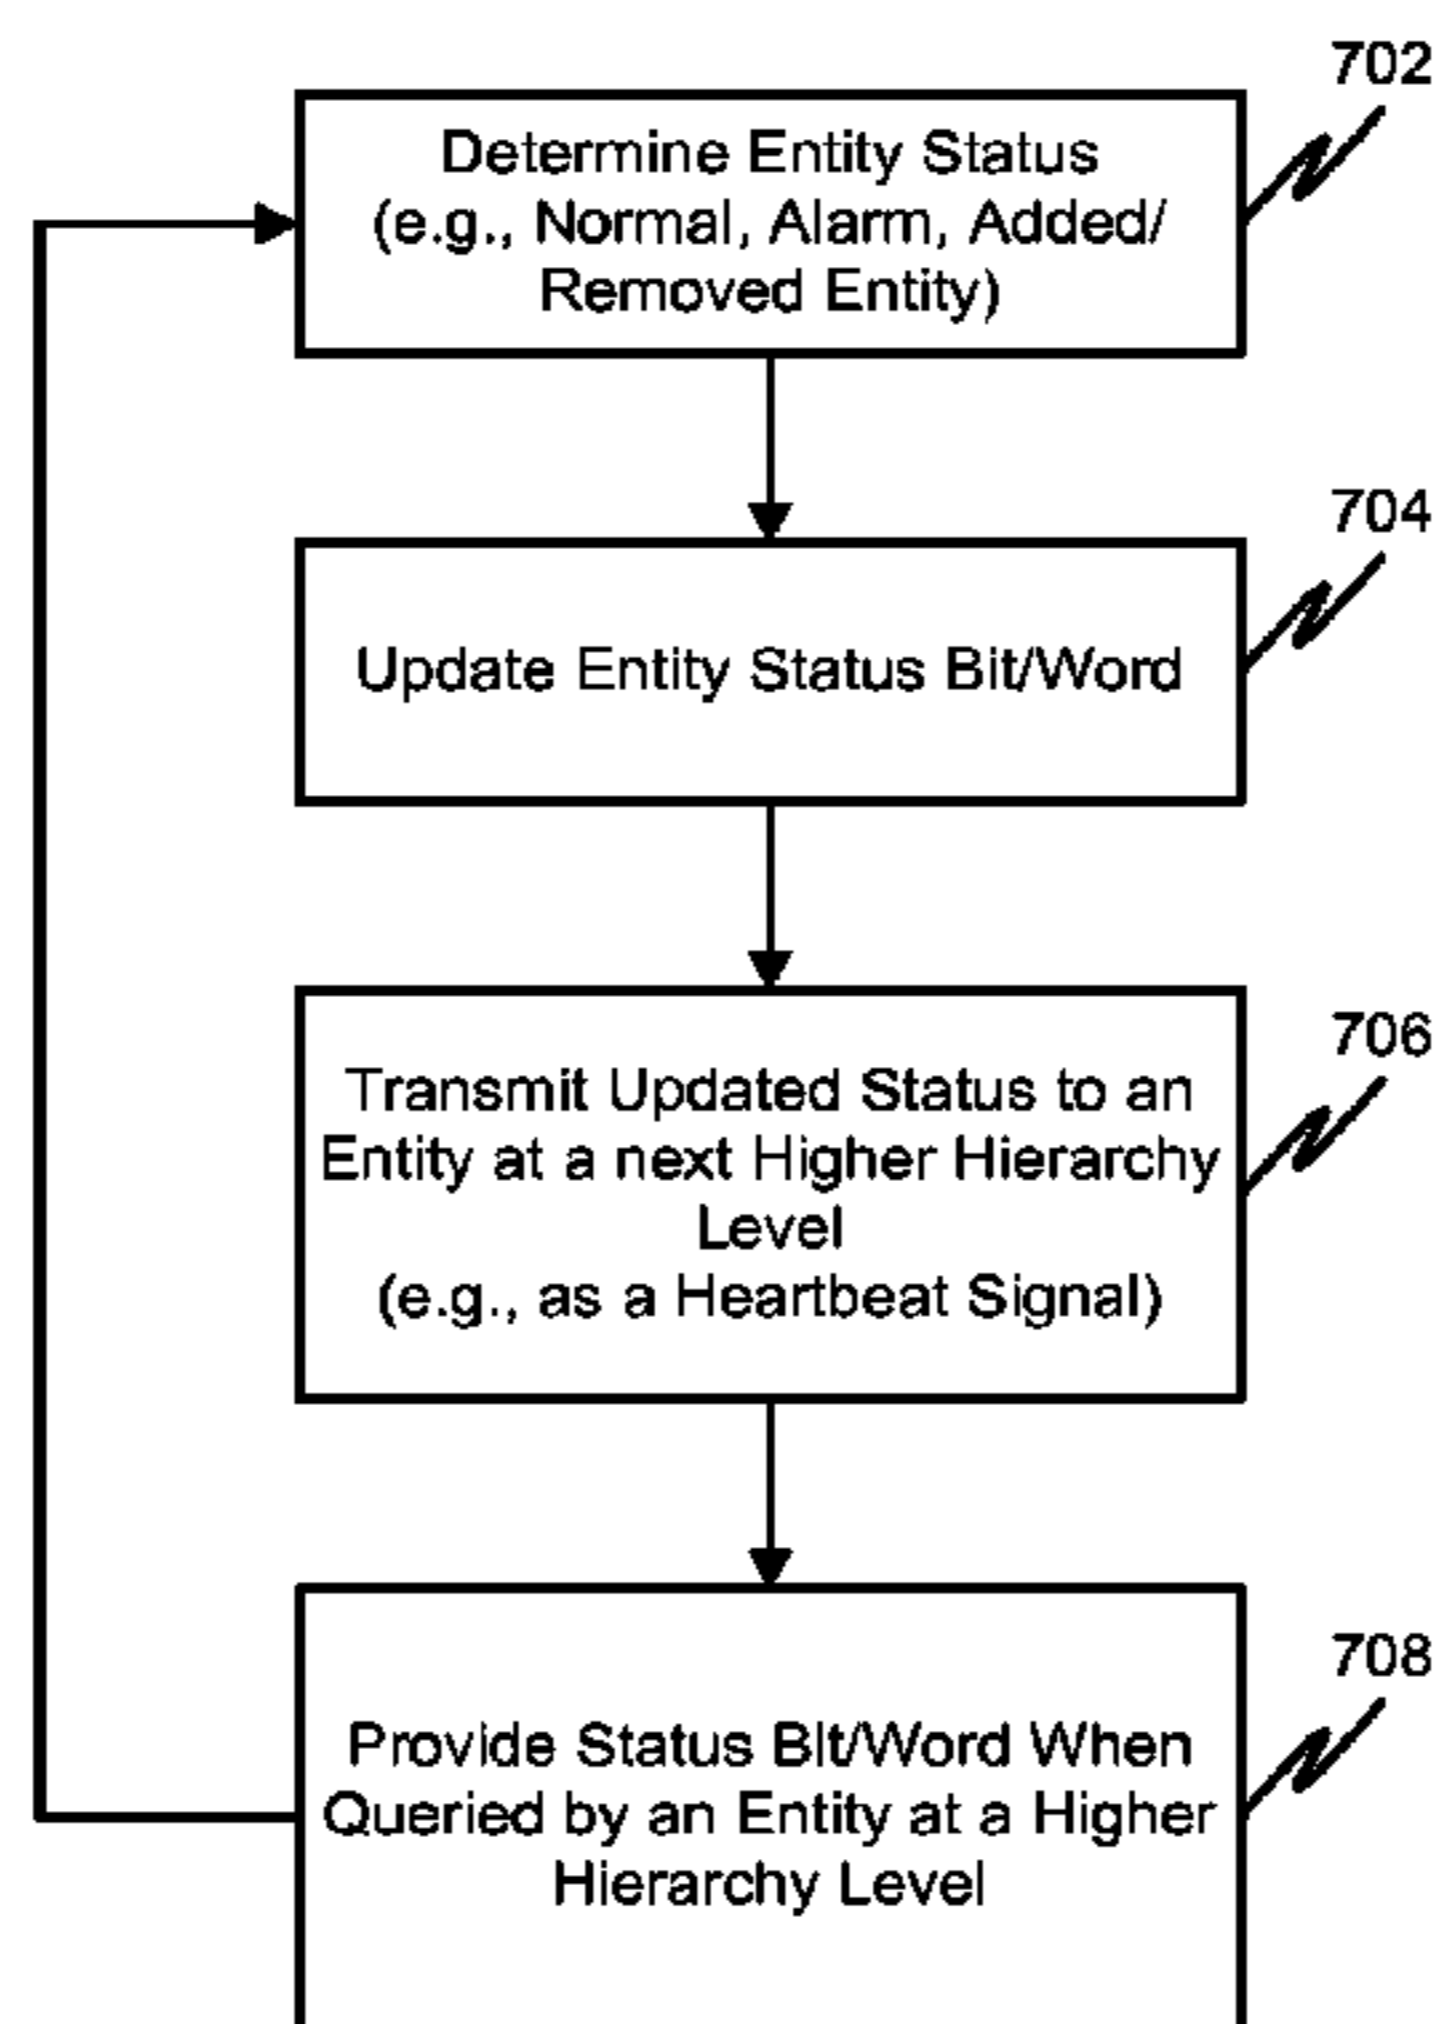 702
Determine Entity Status
(e.g., Normal, Alarm, Added/
Removed Entity)
704
Update Entity Status Bit/Word
706
Transmit Updated Status to an
Entity at a next Higher Hierarchy
Level
(e.g., as a Heartbeat Signal)
708
Provide Status Bit/Word When
Queried by an Entity at a Higher
Hierarchy Level